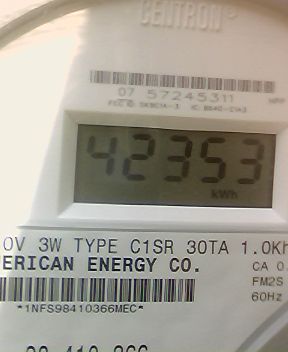 CENTRON®
07 57245311
42353
kWh
0V 3W TYPE C1SR 30TA 1.0Kh
ERICAN ENERGY CO.
CA 0.
FM2S
60Hz
*1NFS98410366MEC*